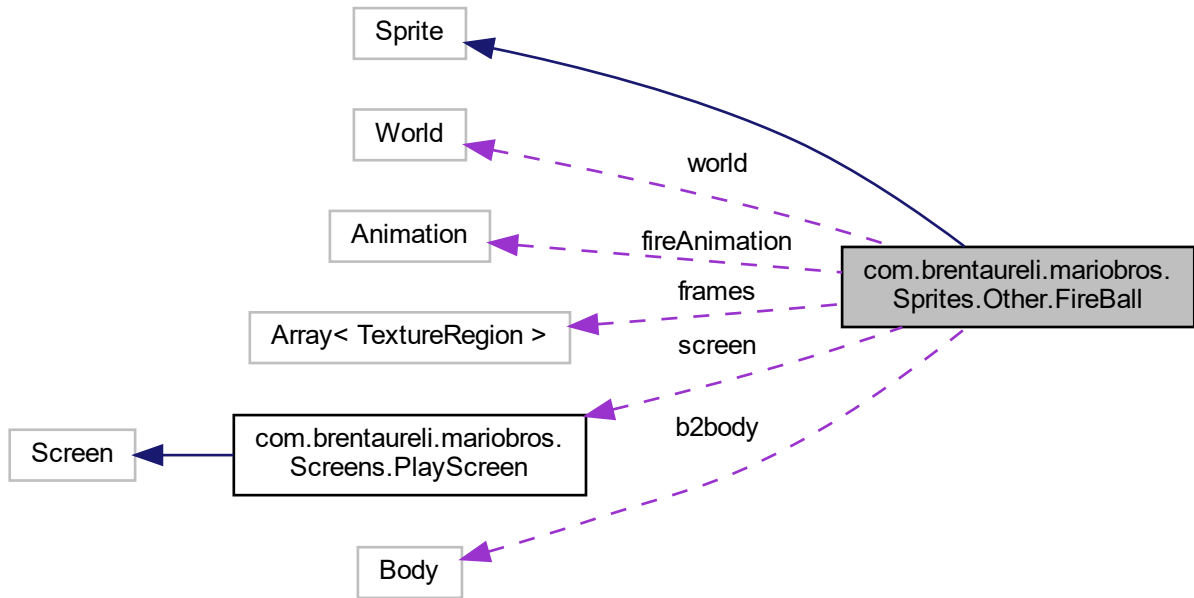 Sprite
World
world
Animation
fireAnimation
com.brentaureli.mariobros.
Sprites.Other.FireBall
frames
Array< TextureRegion >
screen
com.brentaureli.mariobros.
Screens.PlayScreen
b2body
Screen
Body